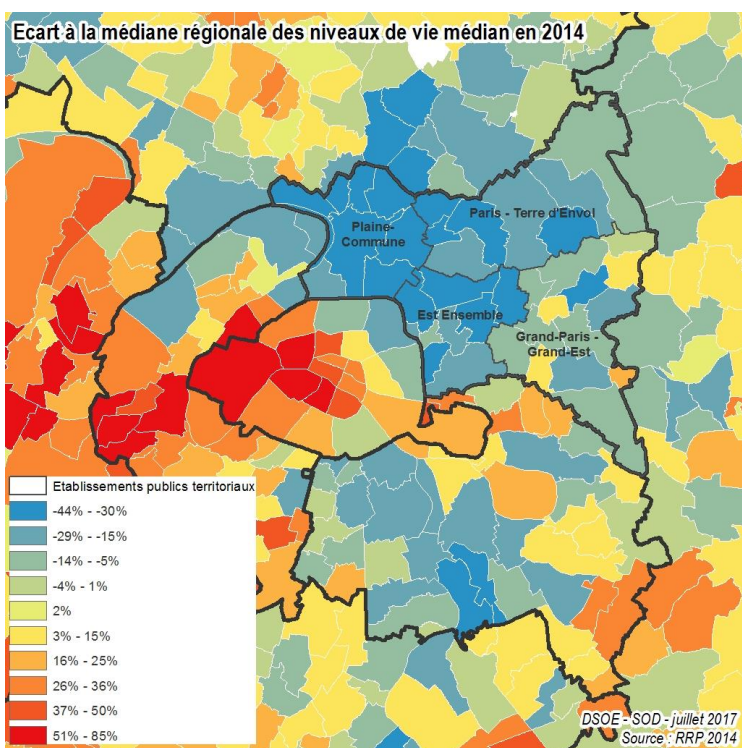 Ecart à la médiane régionale des niveaux de vie médian en 2014
Paris - Terre d'Envol
Plaine-
Commune
Est Ensemble
Grand-Paris -
Grand-Est
Etablissements publics territoriaux
-44% - -30%
-29% - -15%
-14% - -5%
-4% - 1%
2%
3% - 15%
16% - 25%
26% - 36%
37% - 50%
51% - 85%
DSOE - SOD - juillet 2017
Source : RRP 2014